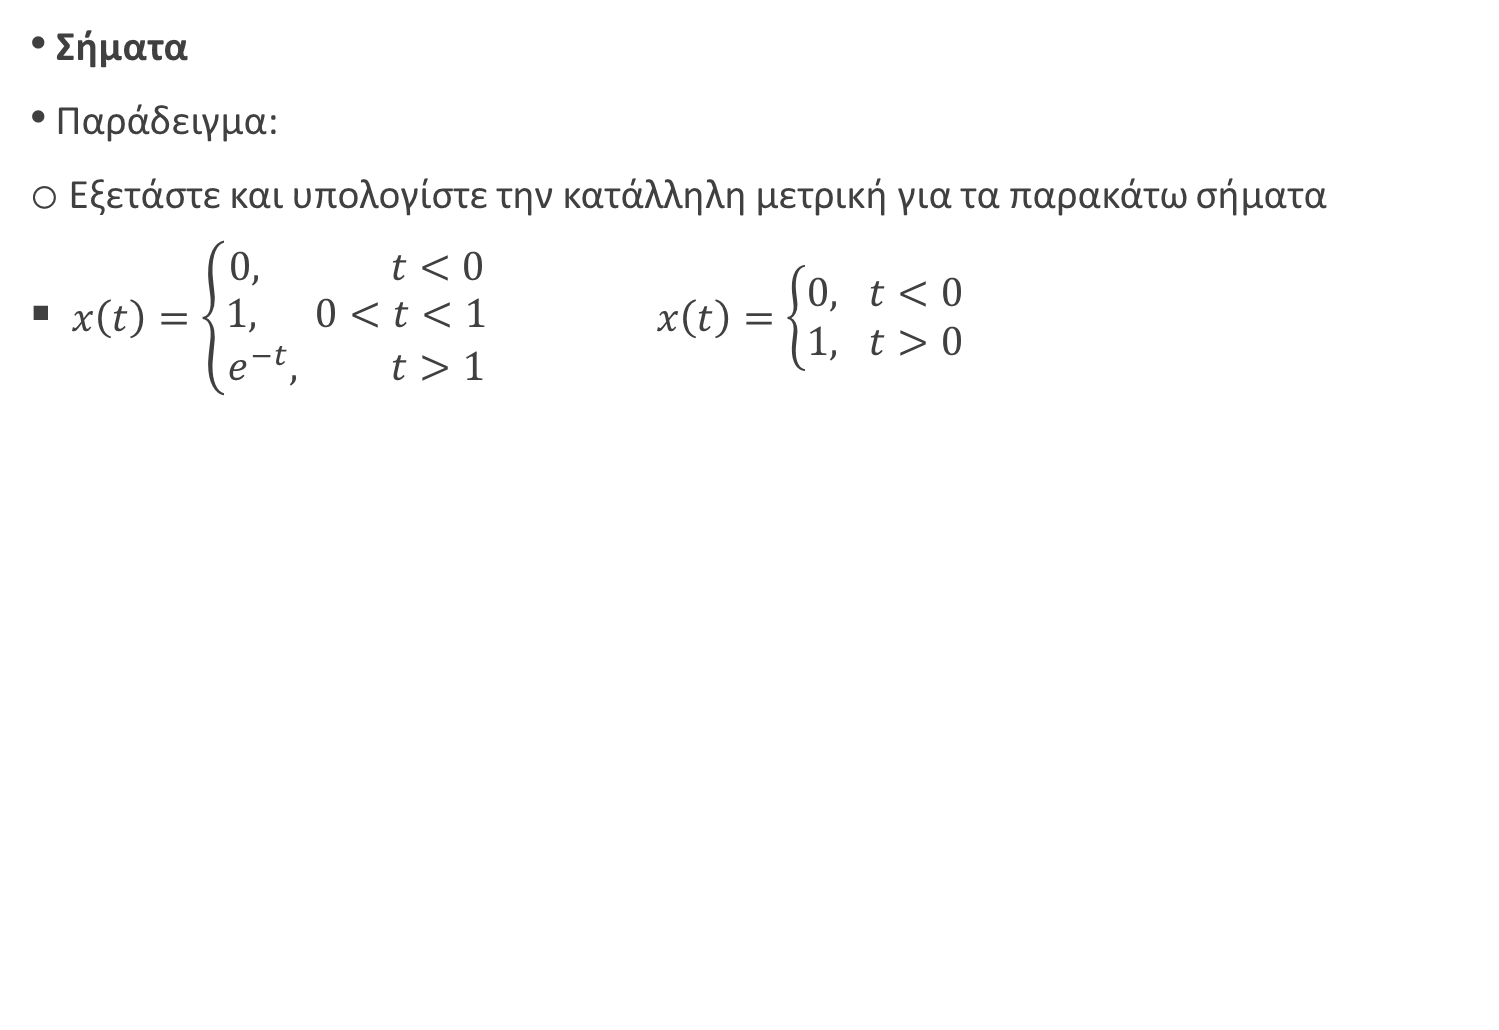 • Σήματα
• Παράδειγμα:
○ Εξετάστε και υπολογίστε την κατάλληλη μετρική για τα παρακάτω σήματα
▪ x(t) = { 0, t < 0
1, 0 < t < 1
e^{−t}, t > 1
x(t) = { 0, t < 0
1, t > 0